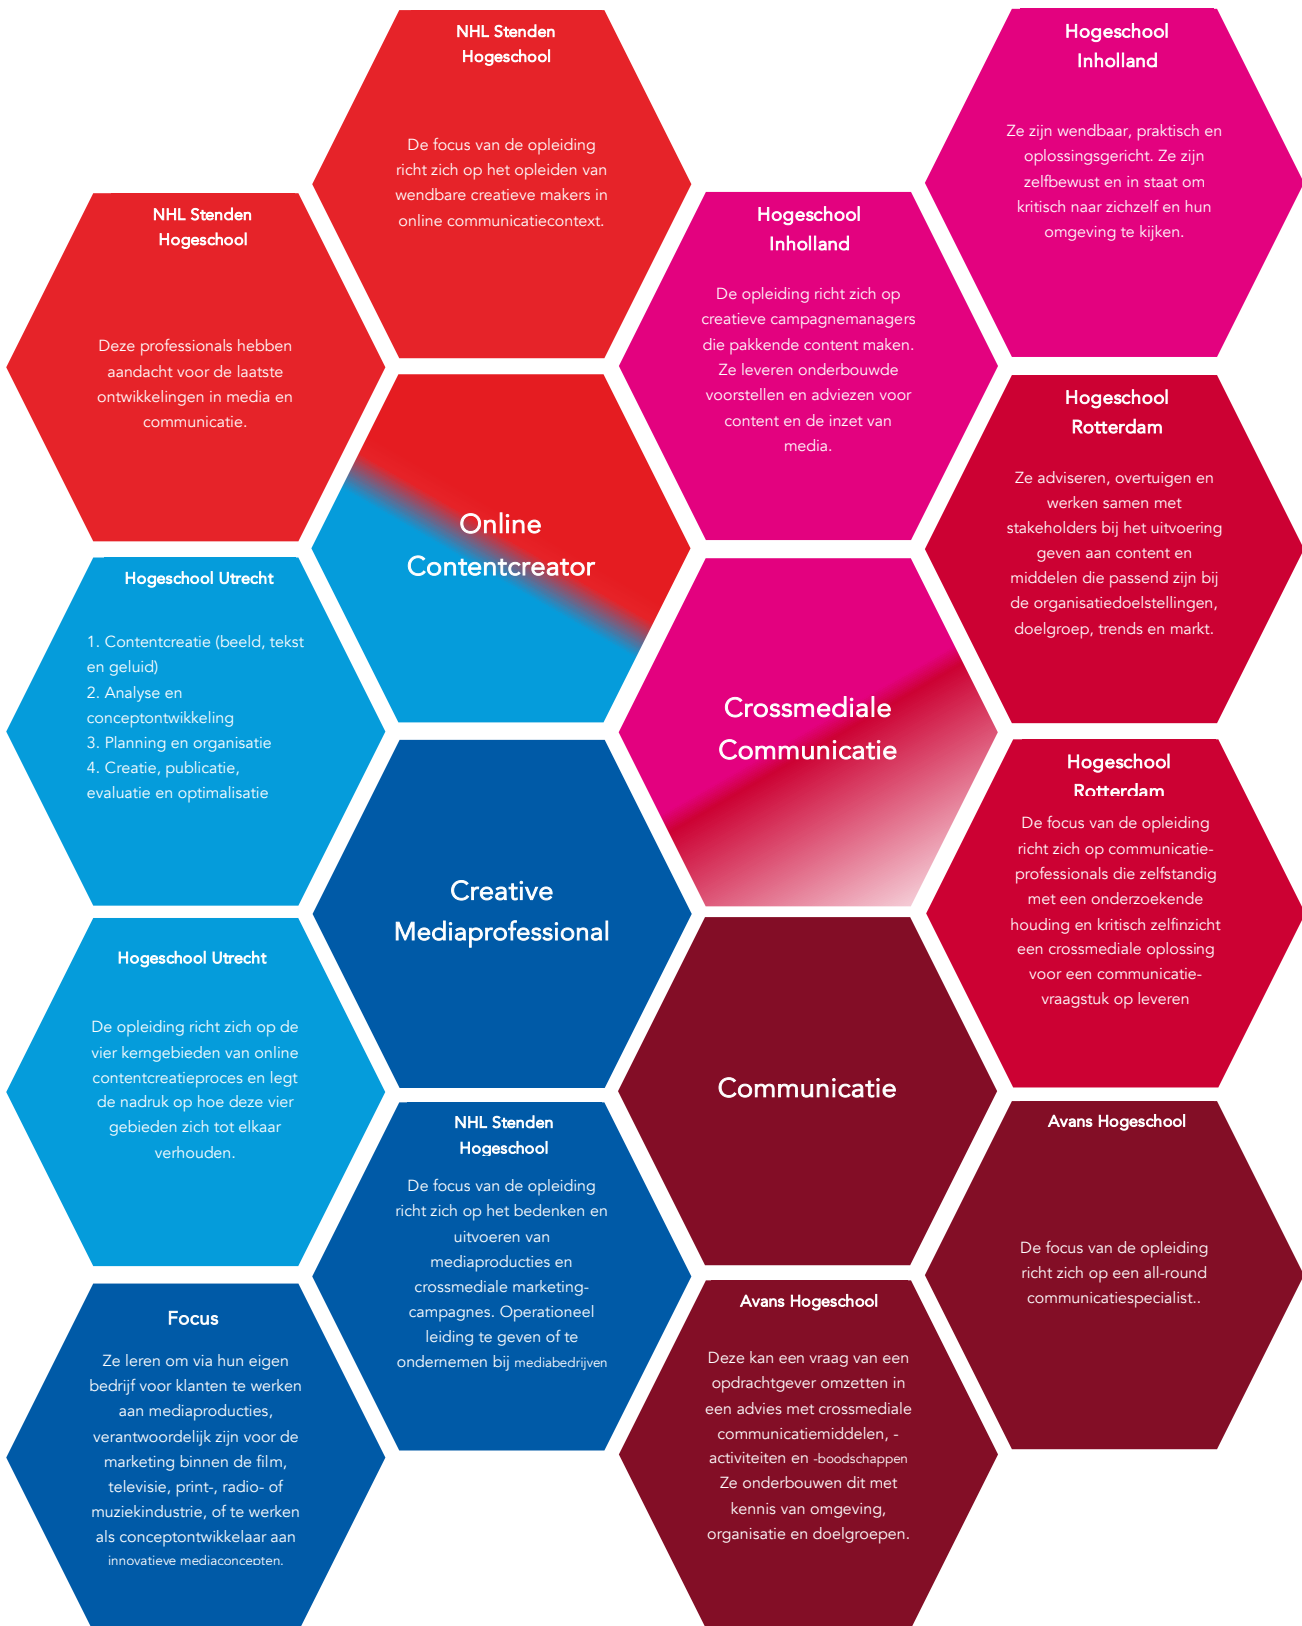 NHL Stenden
Hogeschool
De focus van de opleiding
richt zich op het opleiden van
wendbare creatieve makers in
online communicatiecontext.
Hogeschool
Inholland
Ze zijn wendbaar, praktisch en
oplossingsgericht. Ze zijn
zelfbewust en in staat om
kritisch naar zichzelf en hun
omgeving te kijken.
NHL Stenden
Hogeschool
Deze professionals hebben
aandacht voor de laatste
ontwikkelingen in media en
communicatie.
Hogeschool
Inholland
De opleiding richt zich op
creatieve campagnemanagers
die pakkende content maken.
Ze leveren onderbouwde
voorstellen en adviezen voor
content en de inzet van
media.
Online
Contentcreator
Hogeschool
Rotterdam
Ze adviseren, overtuigen en
werken samen met
stakeholders bij het uitvoering
geven aan content en
middelen die passend zijn bij
de organisatiedoelstellingen,
doelgroep, trends en markt.
Hogeschool Utrecht
1. Contentcreatie (beeld, tekst
en geluid)
2. Analyse en
conceptontwikkeling
3. Planning en organisatie
4. Creatie, publicatie,
evaluatie en optimalisatie
Crossmediale
Communicatie
Creative
Mediaprofessional
Hogeschool
Rotterdam
De focus van de opleiding
richt zich op communicatie-
professionals die zelfstandig
met een onderzoekende
houding en kritisch zelfinzicht
een crossmediale oplossing
voor een communicatie-
vraagstuk op leveren
Hogeschool Utrecht
De opleiding richt zich op de
vier kerngebieden van online
contentcreatieproces en legt
de nadruk op hoe deze vier
gebieden zich tot elkaar
verhouden.
Communicatie
NHL Stenden
Hogeschool
De focus van de opleiding
richt zich op het bedenken en
uitvoeren van
mediaproducties en
crossmediale marketing-
campagnes. Operationeel
leiding te geven of te
ondernemen bij mediabedrijven
Avans Hogeschool
De focus van de opleiding
richt zich op een all-round
communicatiespecialist..
Focus
Ze leren om via hun eigen
bedrijf voor klanten te werken
aan mediaproducties,
verantwoordelijk zijn voor de
marketing binnen de film,
televisie, print-, radio- of
muziekindustrie, of te werken
als conceptontwikkelaar aan
innovatieve mediaconcepten.
Avans Hogeschool
Deze kan een vraag van een
opdrachtgever omzetten in
een advies met crossmediale
communicatiemiddelen, -
activiteiten en -boodschappen
Ze onderbouwen dit met
kennis van omgeving,
organisatie en doelgroepen.